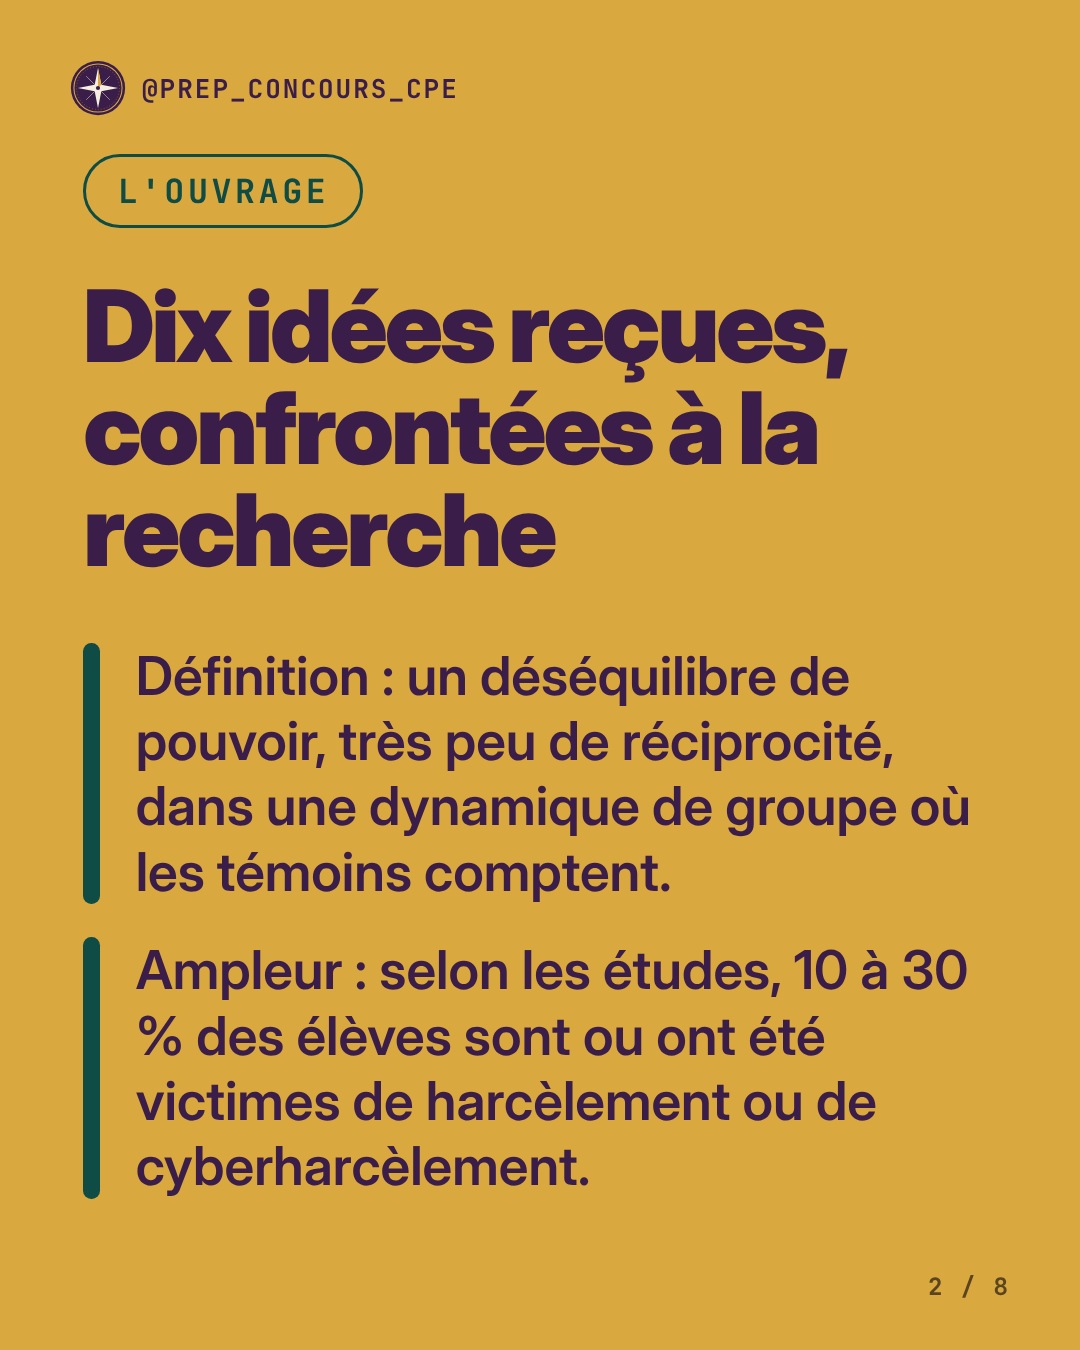 @PREP_CONCOURS_CPE
L'OUVRAGE
Dix idées reçues,
confrontées à la
recherche
Définition : un déséquilibre de
pouvoir, très peu de réciprocité,
dans une dynamique de groupe où
les témoins comptent.
Ampleur : selon les études, 10 à 30
% des élèves sont ou ont été
victimes de harcèlement ou de
cyberharcèlement.
2 / 8